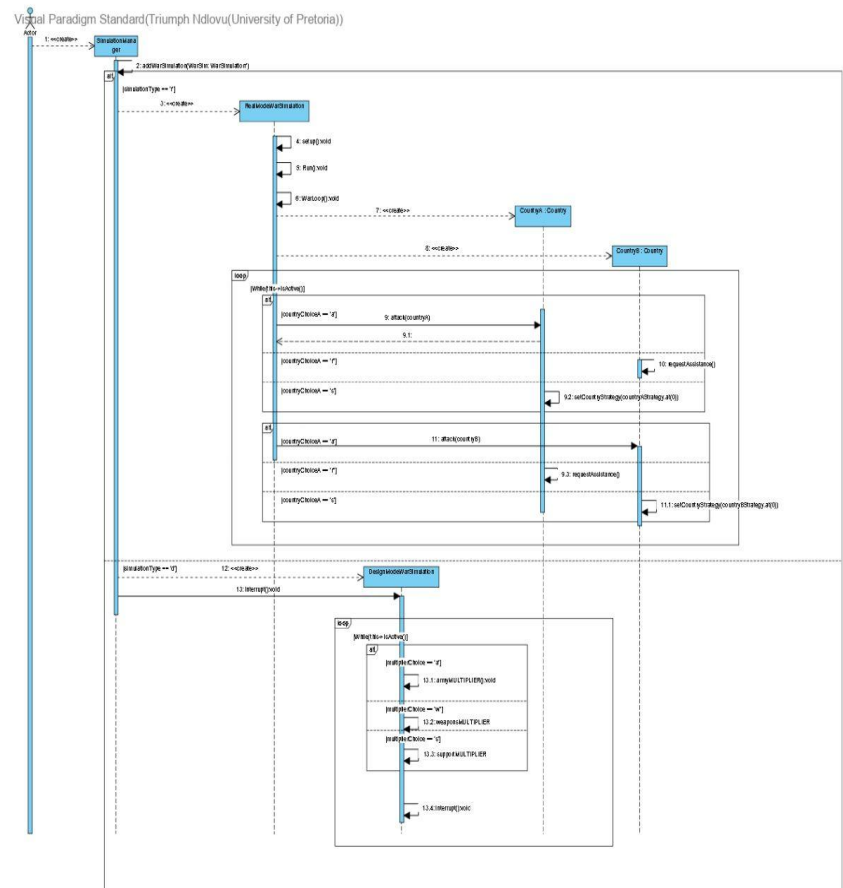 Visual Paradigm Standard(Triumph Ndlovu(University of Pretoria))
Actor
1: <<create>>
SimulationMana
ger
2: addWarSimulation(WarSim: WarSimulation*)
alt
[simulationType == 'r']
3: <<create>>
RealModeWarSimulation
4: setup():void
5: Run():void
6: WarLoop():void
7: <<create>>
CountryA : Country
8: <<create>>
CountryB : Country
loop
[While(this->isActive()]
alt
[countryChoiceA == 'a']
9: attack(countryA)
9.1:
[countryChoiceA == 'r']
10: requestAssistance()
[countryChoiceA == 's']
9.2: setCountryStrategy(countryAStrategy.at(0))
alt
[countryChoiceA == 'a']
11: attack(countryB)
[countryChoiceA == 'r']
9.3: requestAssistance()
[countryChoiceA == 's']
11.1: setCountryStrategy(countryBStrategy.at(0))
[simulationType == 'd']
12: <<create>>
DesignModeWarSimulation
13: Interrupt():void
loop
[While(this->isActive()]
alt
[multiplierChoice == 'a']
13.1: armyMULTIPLIER():void
[multiplierChoice == 'w"]
13.2: weaponsMULTIPLIER
[multiplierChoice == 's']
13.3: supportMULTIPLIER
13.4:Interrupt():void